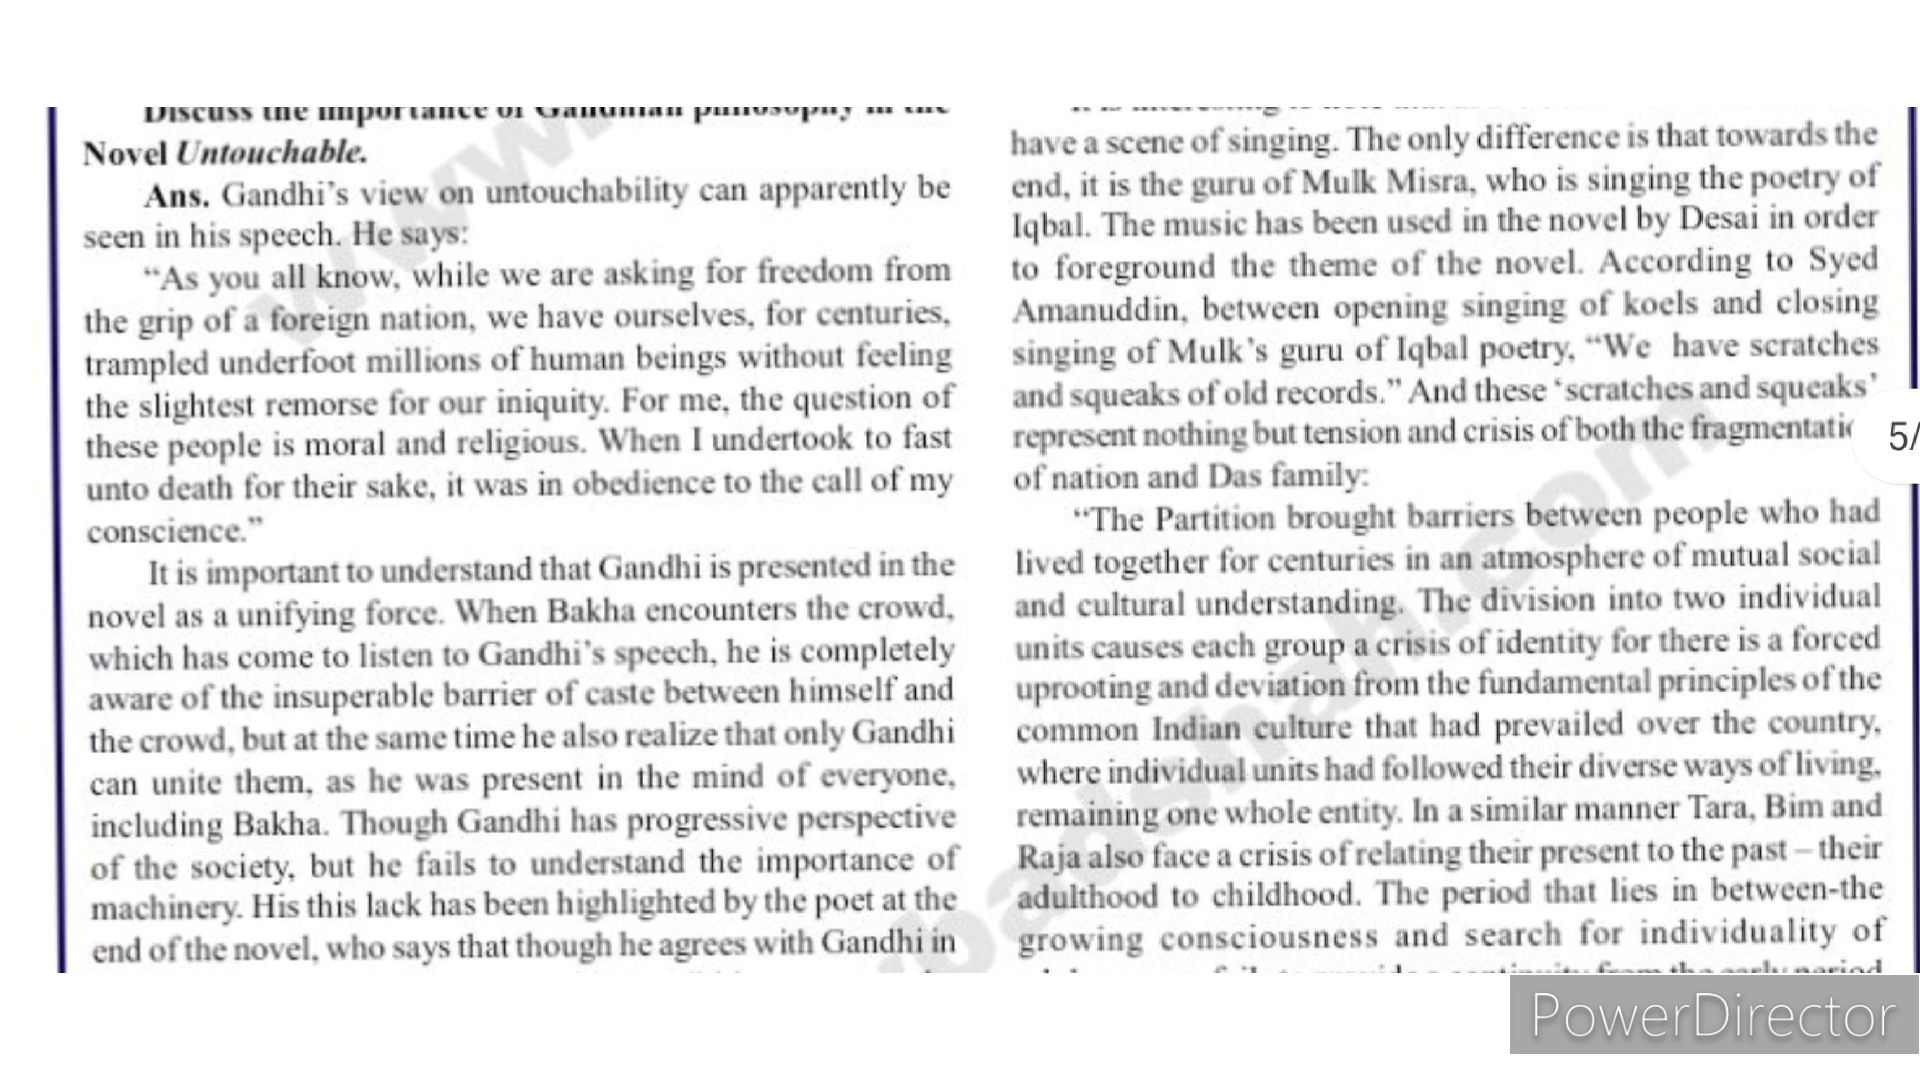 Discuss the importance of Gandhian philosophy in the
Novel Untouchable.
Ans. Gandhi's view on untouchability can apparently be
seen in his speech. He says:
“As you all know, while we are asking for freedom from
the grip of a foreign nation, we have ourselves, for centuries,
trampled underfoot millions of human beings without feeling
the slightest remorse for our iniquity. For me, the question of
these people is moral and religious. When I undertook to fast
unto death for their sake, it was in obedience to the call of my
conscience.”
It is important to understand that Gandhi is presented in the
novel as a unifying force. When Bakha encounters the crowd,
which has come to listen to Gandhi's speech, he is completely
aware of the insuperable barrier of caste between himself and
the crowd, but at the same time he also realize that only Gandhi
can unite them, as he was present in the mind of everyone,
including Bakha. Though Gandhi has progressive perspective
of the society, but he fails to understand the importance of
machinery. His this lack has been highlighted by the poet at the
end of the novel, who says that though he agrees with Gandhi in
have a scene of singing. The only difference is that towards the
end, it is the guru of Mulk Misra, who is singing the poetry of
Iqbal. The music has been used in the novel by Desai in order
to foreground the theme of the novel. According to Syed
Amanuddin, between opening singing of koels and closing
singing of Mulk's guru of Iqbal poetry, “We have scratches
and squeaks of old records.” And these ‘scratches and squeaks’
represent nothing but tension and crisis of both the fragmentatio
of nation and Das family:
“The Partition brought barriers between people who had
lived together for centuries in an atmosphere of mutual social
and cultural understanding. The division into two individual
units causes each group a crisis of identity for there is a forced
uprooting and deviation from the fundamental principles of the
common Indian culture that had prevailed over the country,
where individual units had followed their diverse ways of living,
remaining one whole entity. In a similar manner Tara, Bim and
Raja also face a crisis of relating their present to the past – their
adulthood to childhood. The period that lies in between-the
growing consciousness and search for individuality of
5/
PowerDirector